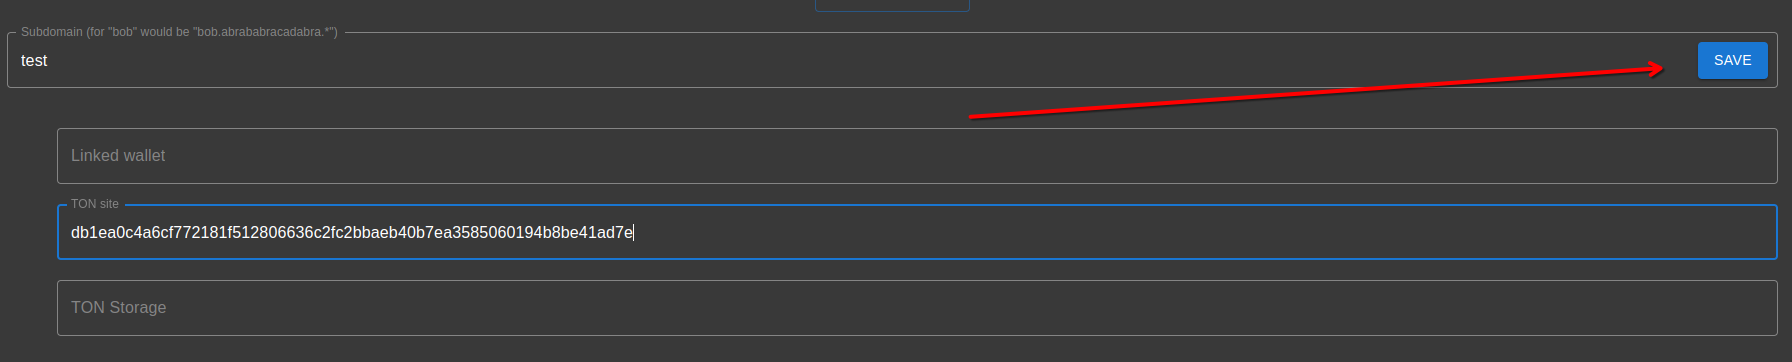 Subdomain (for "bob" would be "bob.abrababracadabra.*")
test
SAVE
Linked wallet
TON site
db1ea0c4a6cf772181f512806636c2fc2bbaeb40b7ea3585060194b8be41ad7e
TON Storage